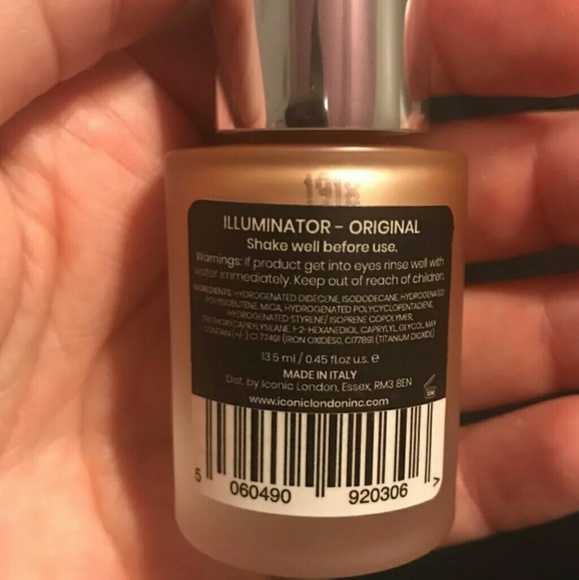 1918
ILLUMINATOR - ORIGINAL
Shake well before use.
Warnings: If product get into eyes rinse well with
water immediately. Keep out of reach of children.
INGREDIENTS: HYDROGENATED DIDECENE, ISODODECANE, HYDROGENATED
POLYISOBUTENE, MICA, HYDROGENATED POLYCYCLOPENTADIENE,
HYDROGENATED STYRENE/ ISOPRENE COPOLYMER,
TRIETHOXYCAPRYLYLSILANE, 1-2-HEXANEDIOL, CAPRYLYL GLYCOL, MAY
CONTAIN (+/-) CI 77491 (IRON OXIDES), CI77891 (TITANIUM DIOXIDE)
13.5 ml / 0.45 fl.oz u.s. e
MADE IN ITALY
Dist. by Iconic London, Essex, RM3 8EN
www.iconiclondoninc.com
5 060490 920306 >